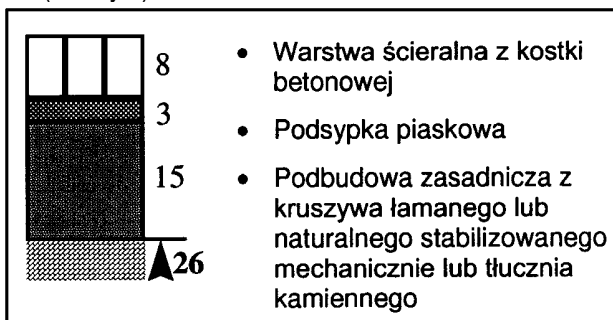 8
3
15
26
• Warstwa ścieralna z kostki
betonowej
• Podsypka piaskowa
• Podbudowa zasadnicza z
kruszywa łamanego lub
naturalnego stabilizowanego
mechanicznie lub tłucznia
kamiennego